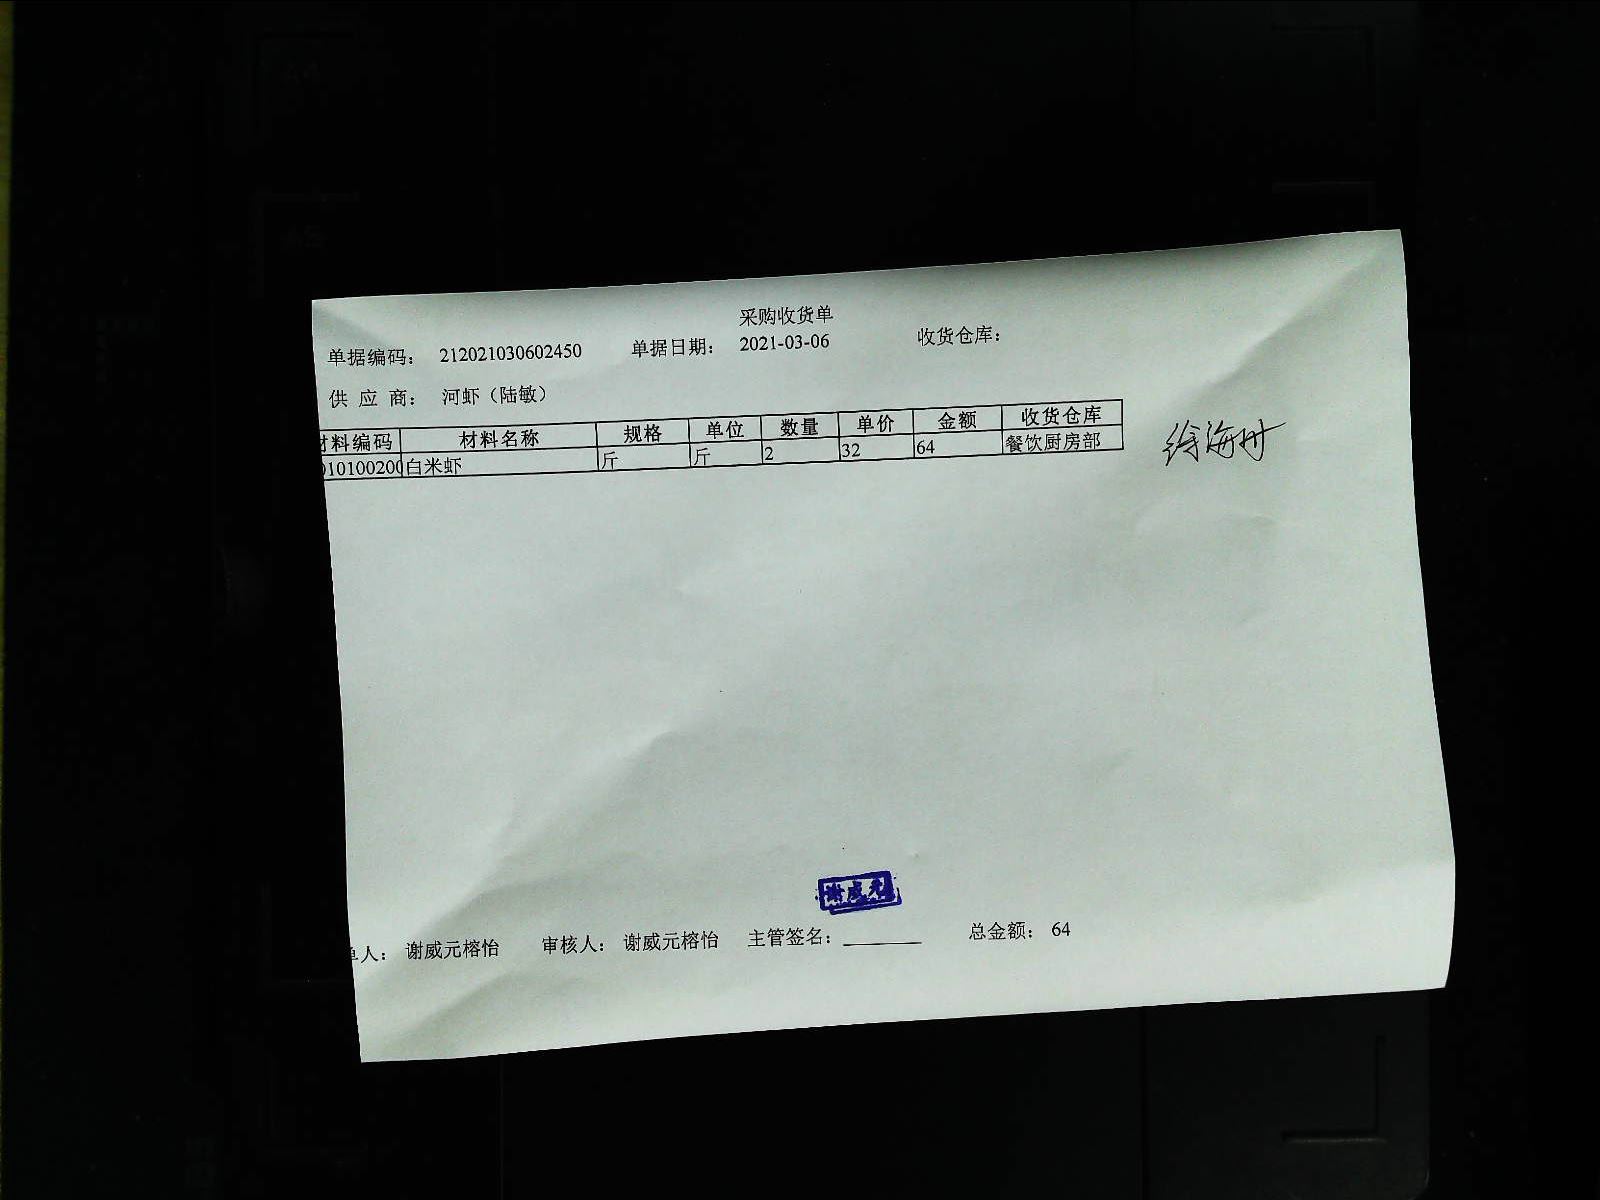 采购收货单
单据编码： 212021030602450 单据日期： 2021-03-06 收货仓库：
供 应 商： 河虾（陆敏）
材料编码 材料名称 规格 单位 数量 单价 金额 收货仓库
010100200 白米虾 斤 斤 2 32 64 餐饮厨房部
谢威元
单人： 谢威元榕怡 审核人： 谢威元榕怡 主管签名：________ 总金额： 64